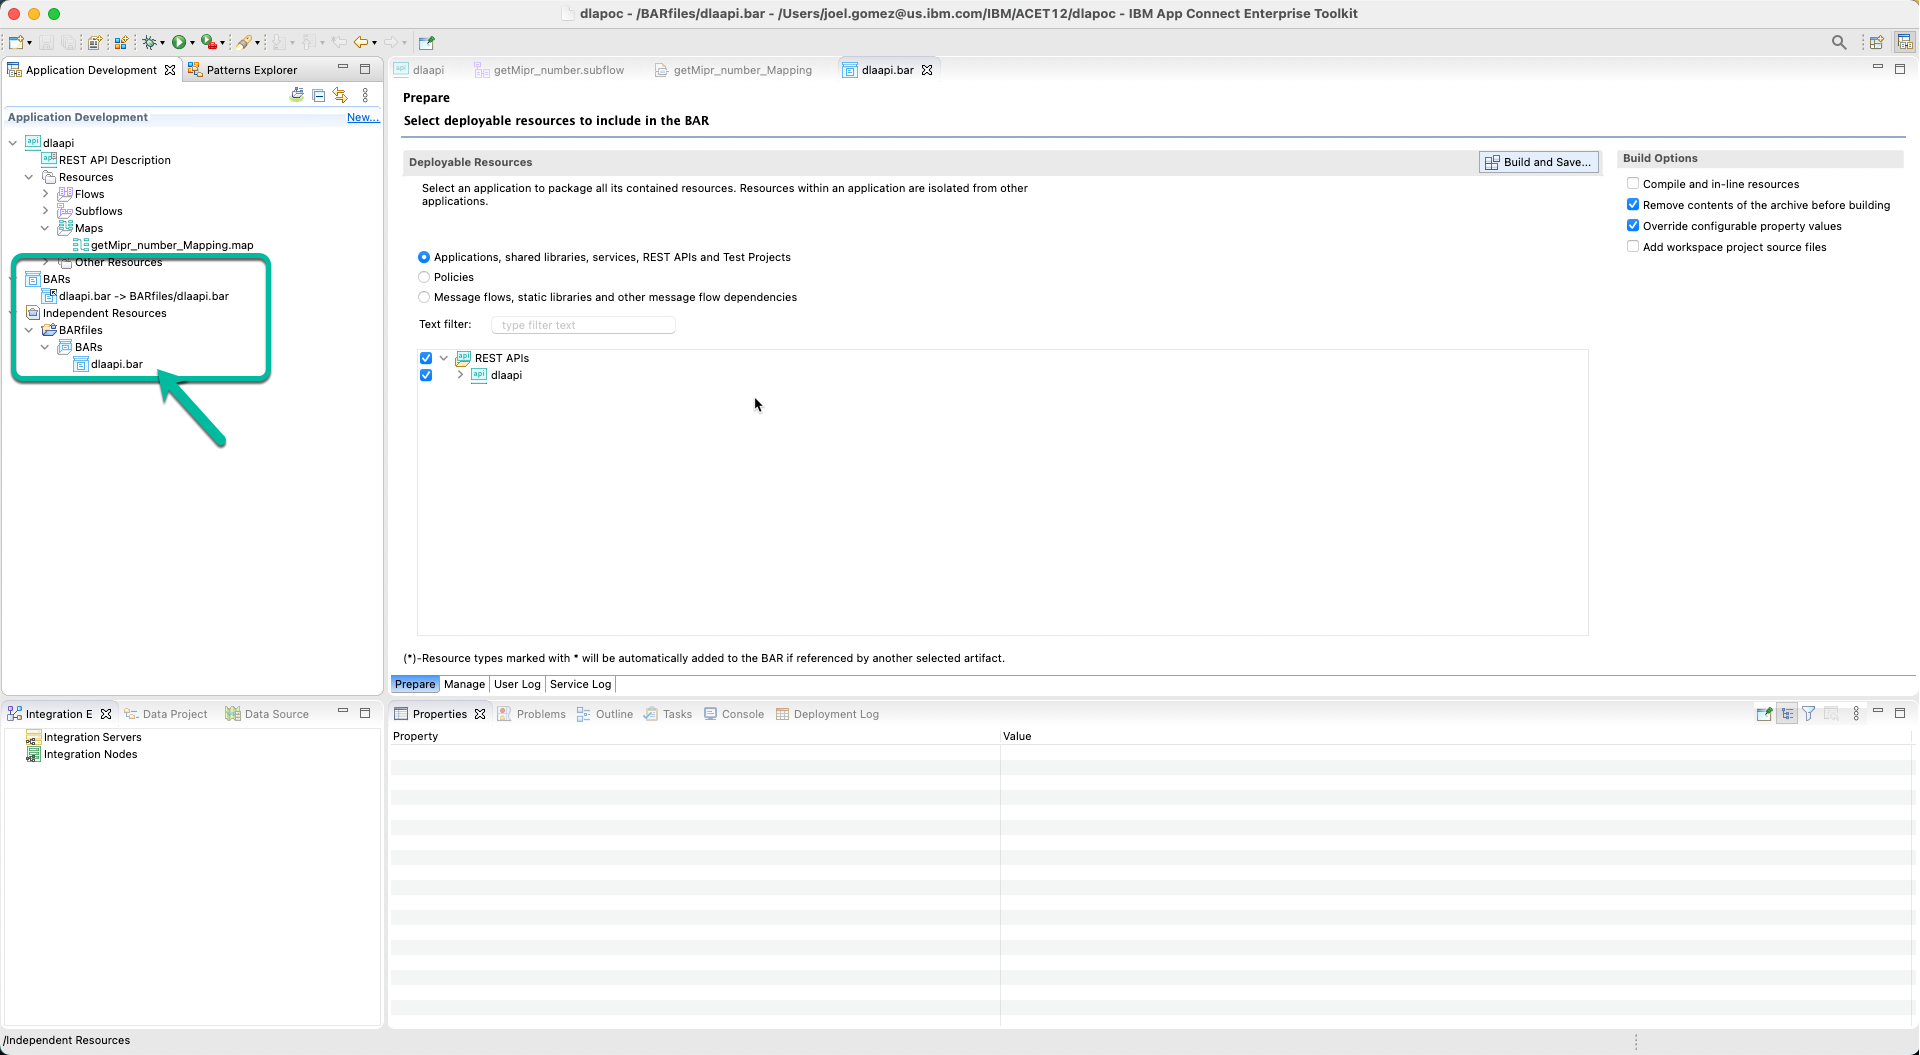 dlapoc - /BARfiles/dlaapi.bar - /Users/joel.gomez@us.ibm.com/IBM/ACET12/dlapoc - IBM App Connect Enterprise Toolkit
Application Development
Patterns Explorer
dlaapi
getMipr_number.subflow
getMipr_number_Mapping
dlaapi.bar
Application Development
New...
dlaapi
REST API Description
Resources
Flows
Subflows
Maps
getMipr_number_Mapping.map
Other Resources
BARs
dlaapi.bar -> BARfiles/dlaapi.bar
Independent Resources
BARfiles
BARs
dlaapi.bar
Prepare
Select deployable resources to include in the BAR
Deployable Resources
Build and Save...
Select an application to package all its contained resources. Resources within an application are isolated from other
applications.
Applications, shared libraries, services, REST APIs and Test Projects
Policies
Message flows, static libraries and other message flow dependencies
Text filter:
type filter text
REST APIs
dlaapi
(*)-Resource types marked with * will be automatically added to the BAR if referenced by another selected artifact.
Prepare
Manage
User Log
Service Log
Build Options
Compile and in-line resources
Remove contents of the archive before building
Override configurable property values
Add workspace project source files
Integration E
Data Project
Data Source
Integration Servers
Integration Nodes
Properties
Problems
Outline
Tasks
Console
Deployment Log
Property
Value
/Independent Resources